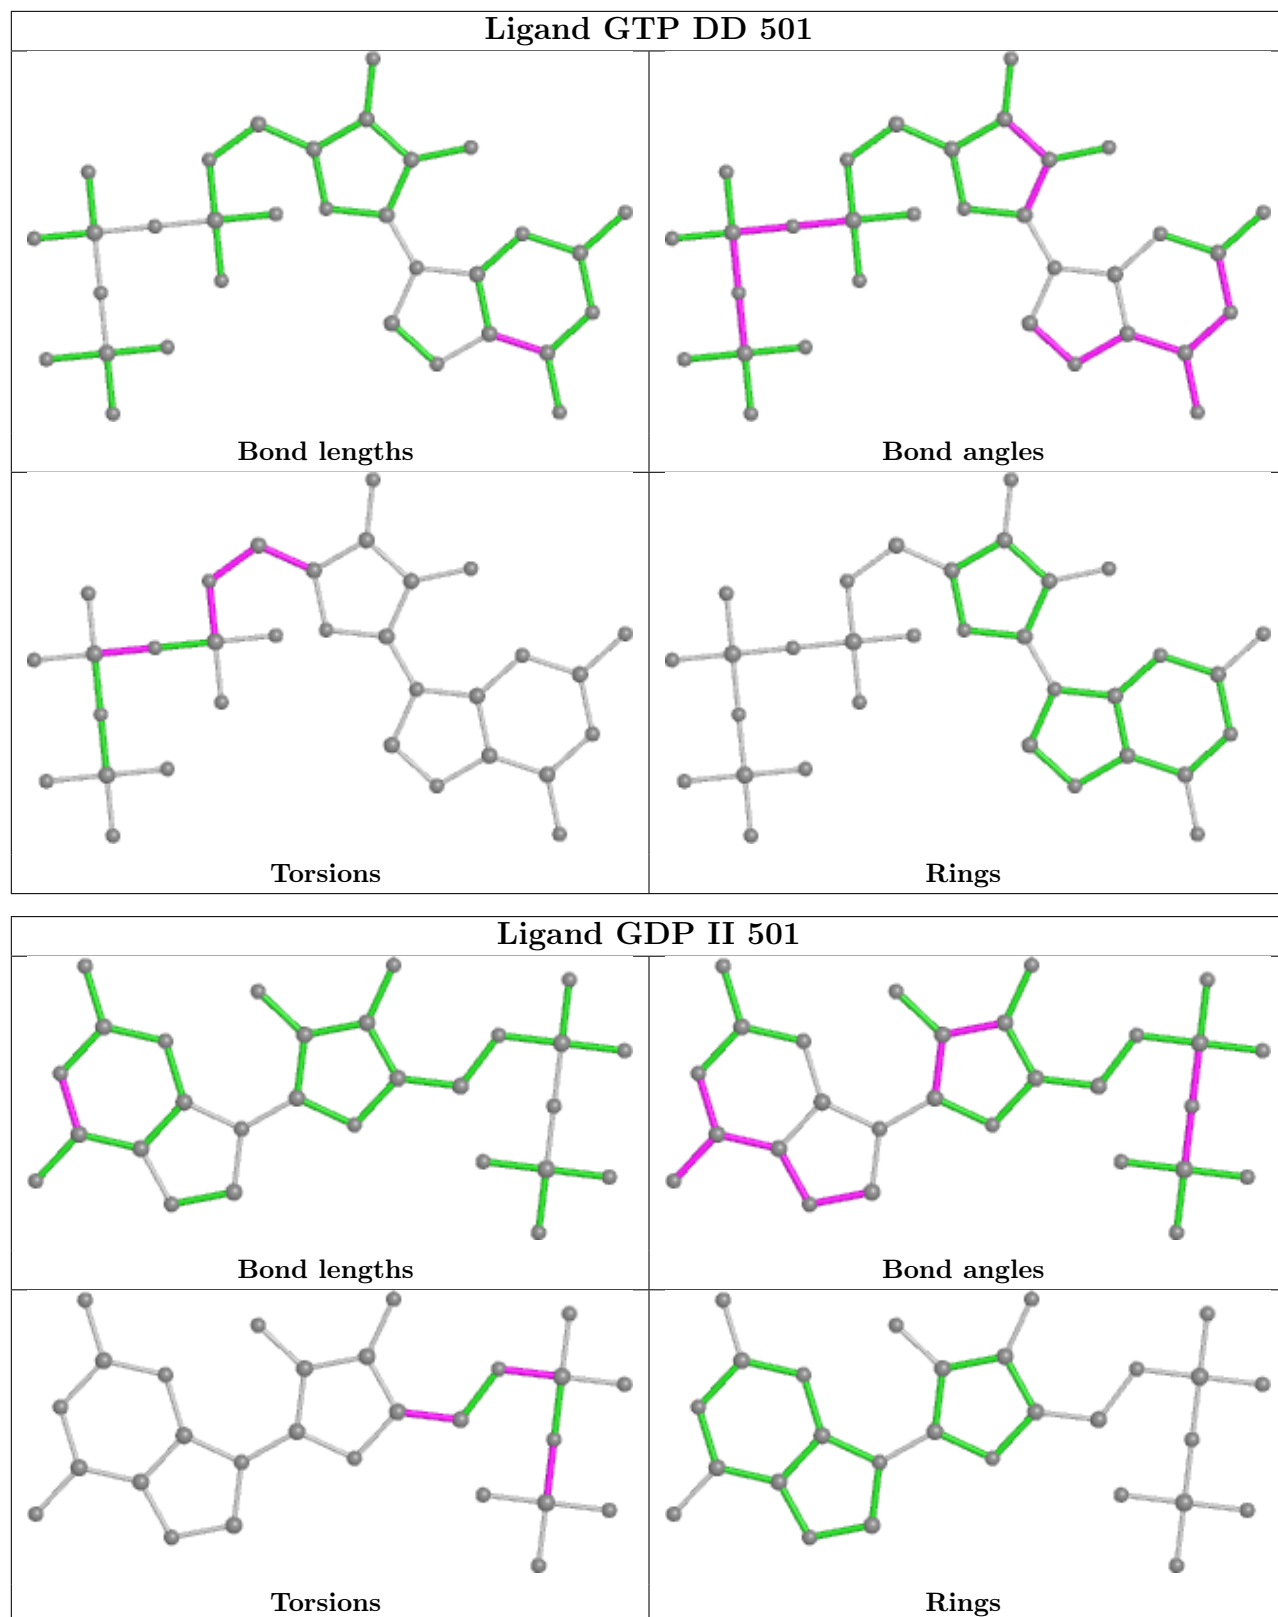 Ligand GTP DD 501
Bond lengths
Bond angles
Torsions
Rings
Ligand GDP II 501
Bond lengths
Bond angles
Torsions
Rings